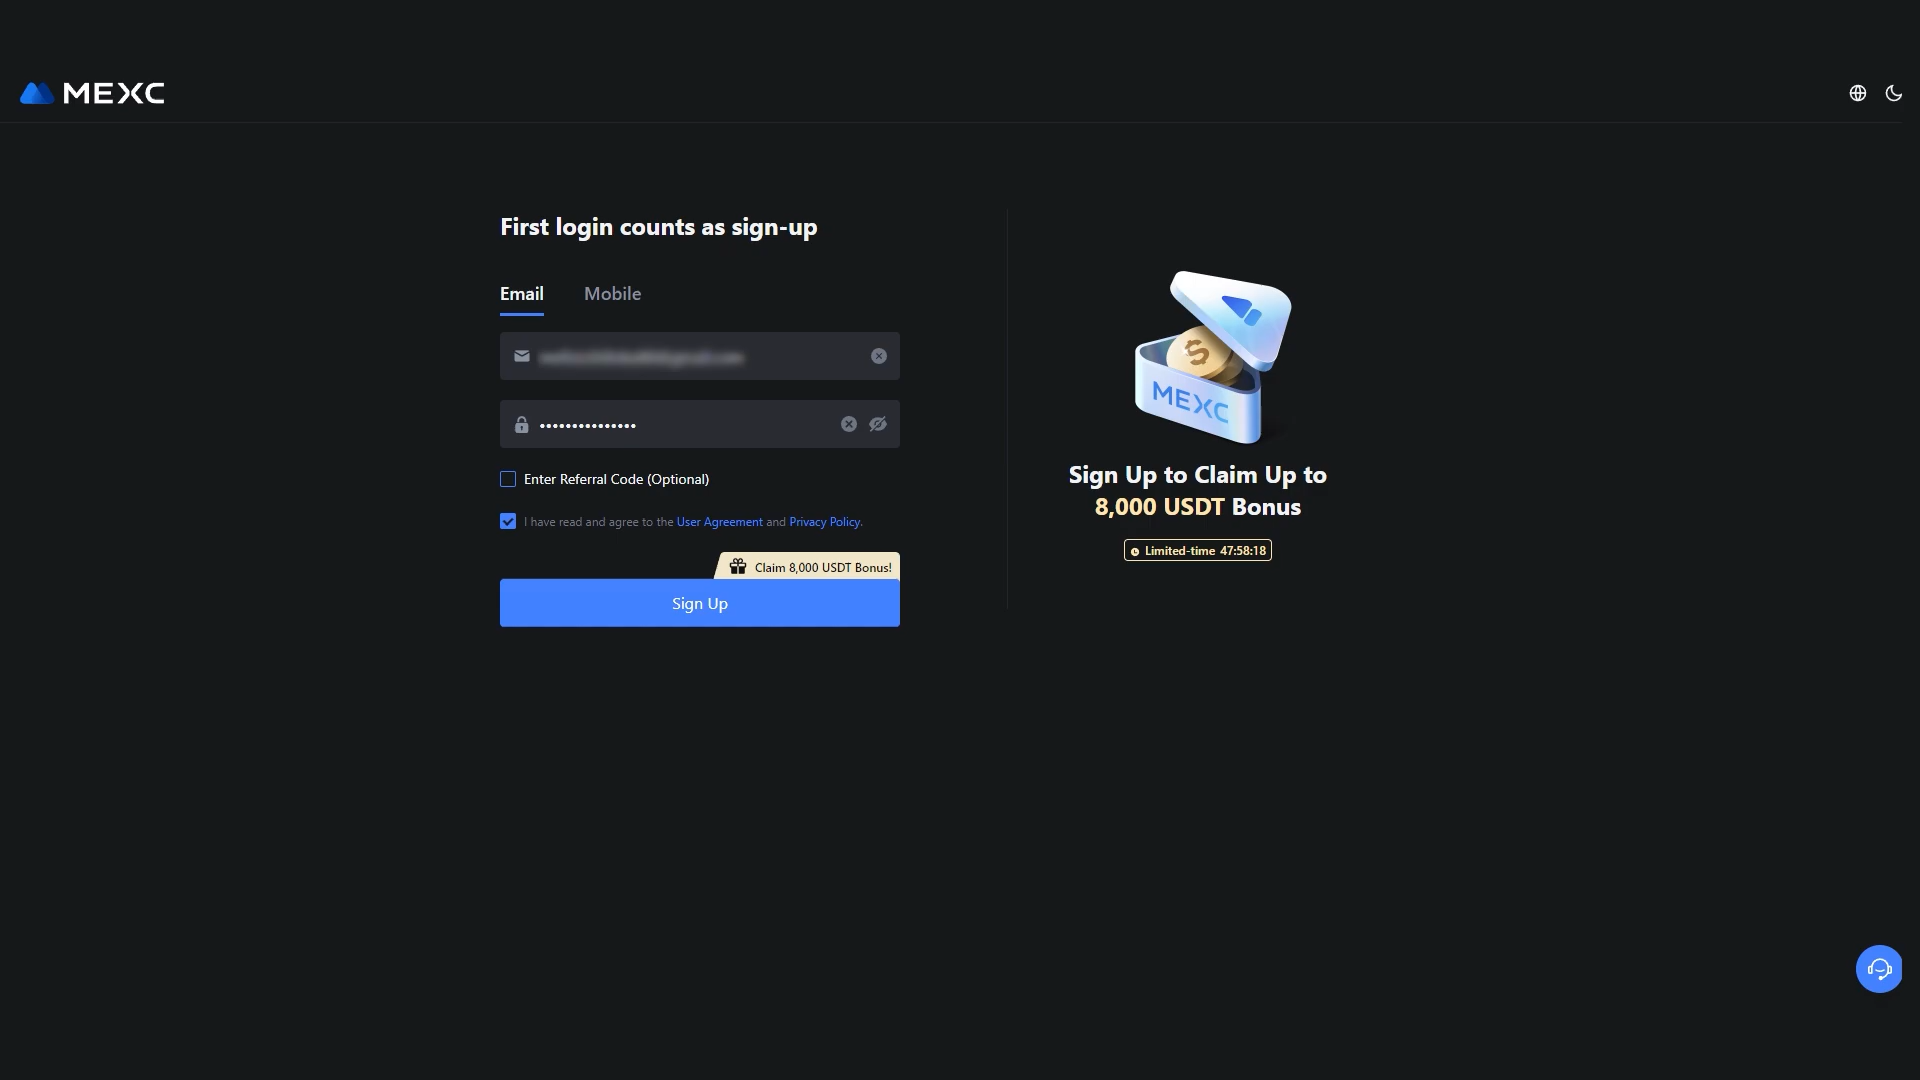 MEXC
First login counts as sign-up
Email
Mobile
•••••••••••••••
Enter Referral Code (Optional)
I have read and agree to the User Agreement and Privacy Policy.
Claim 8,000 USDT Bonus!
Sign Up
MEXC
Sign Up to Claim Up to
8,000 USDT Bonus
Limited-time 47:58:18